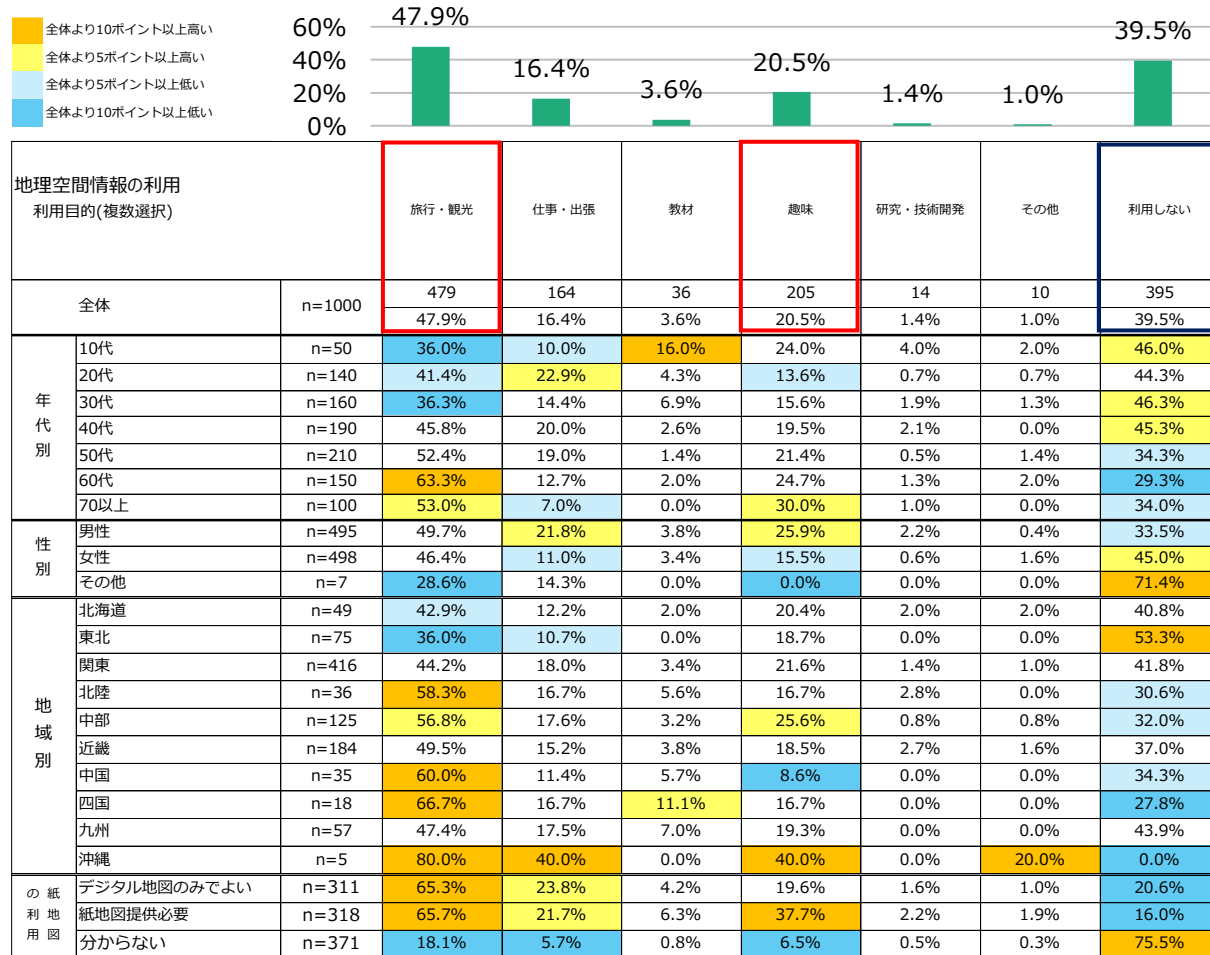 全体より10ポイント以上高い
全体より5ポイント以上高い
全体より5ポイント以上低い
全体より10ポイント以上低い
60%
40%
20%
0%
47.9% 16.4% 3.6% 20.5% 1.4% 1.0% 39.5%
地理空間情報の利用
利用目的(複数選択)
旅行・観光 仕事・出張 教材 趣味 研究・技術開発 その他 利用しない
全体 n=1000 479 164 36 205 14 10 395
47.9% 16.4% 3.6% 20.5% 1.4% 1.0% 39.5%
年代別
10代 n=50 36.0% 10.0% 16.0% 24.0% 4.0% 2.0% 46.0%
20代 n=140 41.4% 22.9% 4.3% 13.6% 0.7% 0.7% 44.3%
30代 n=160 36.3% 14.4% 6.9% 15.6% 1.9% 1.3% 46.3%
40代 n=190 45.8% 20.0% 2.6% 19.5% 2.1% 0.0% 45.3%
50代 n=210 52.4% 19.0% 1.4% 21.4% 0.5% 1.4% 34.3%
60代 n=150 63.3% 12.7% 2.0% 24.7% 1.3% 2.0% 29.3%
70以上 n=100 53.0% 7.0% 0.0% 30.0% 1.0% 0.0% 34.0%
性別
男性 n=495 49.7% 21.8% 3.8% 25.9% 2.2% 0.4% 33.5%
女性 n=498 46.4% 11.0% 3.4% 15.5% 0.6% 1.6% 45.0%
その他 n=7 28.6% 14.3% 0.0% 0.0% 0.0% 0.0% 71.4%
地域別
北海道 n=49 42.9% 12.2% 2.0% 20.4% 2.0% 2.0% 40.8%
東北 n=75 36.0% 10.7% 0.0% 18.7% 0.0% 0.0% 53.3%
関東 n=416 44.2% 18.0% 3.4% 21.6% 1.4% 1.0% 41.8%
北陸 n=36 58.3% 16.7% 5.6% 16.7% 2.8% 0.0% 30.6%
中部 n=125 56.8% 17.6% 3.2% 25.6% 0.8% 0.8% 32.0%
近畿 n=184 49.5% 15.2% 3.8% 18.5% 2.7% 1.6% 37.0%
中国 n=35 60.0% 11.4% 5.7% 8.6% 0.0% 0.0% 34.3%
四国 n=18 66.7% 16.7% 11.1% 16.7% 0.0% 0.0% 27.8%
九州 n=57 47.4% 17.5% 7.0% 19.3% 0.0% 0.0% 43.9%
沖縄 n=5 80.0% 40.0% 0.0% 40.0% 0.0% 20.0% 0.0%
紙地図の利用
デジタル地図のみでよい n=311 65.3% 23.8% 4.2% 19.6% 1.6% 1.0% 20.6%
紙地図提供必要 n=318 65.7% 21.7% 6.3% 37.7% 2.2% 1.9% 16.0%
分からない n=371 18.1% 5.7% 0.8% 6.5% 0.5% 0.3% 75.5%